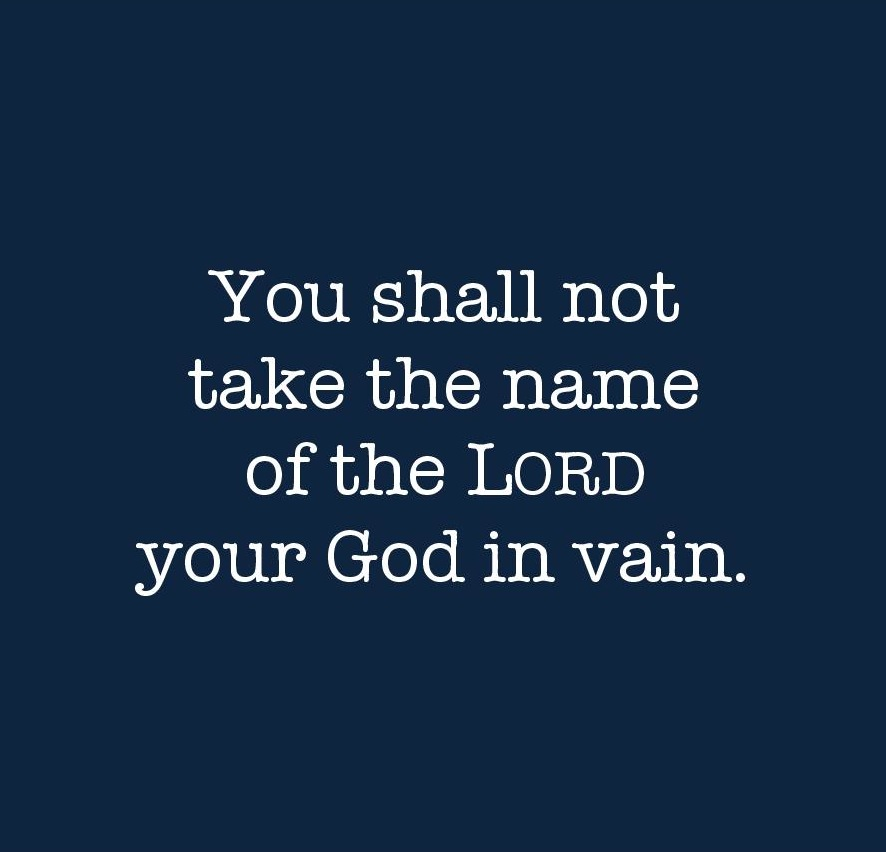 You shall not
take the name
of the LORD
your God in vain.